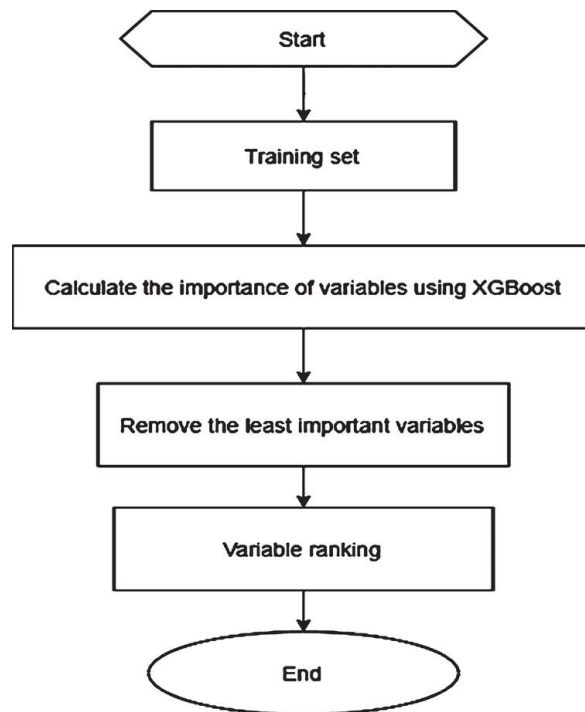 Start
Training set
Calculate the importance of variables using XGBoost
Remove the least important variables
Variable ranking
End